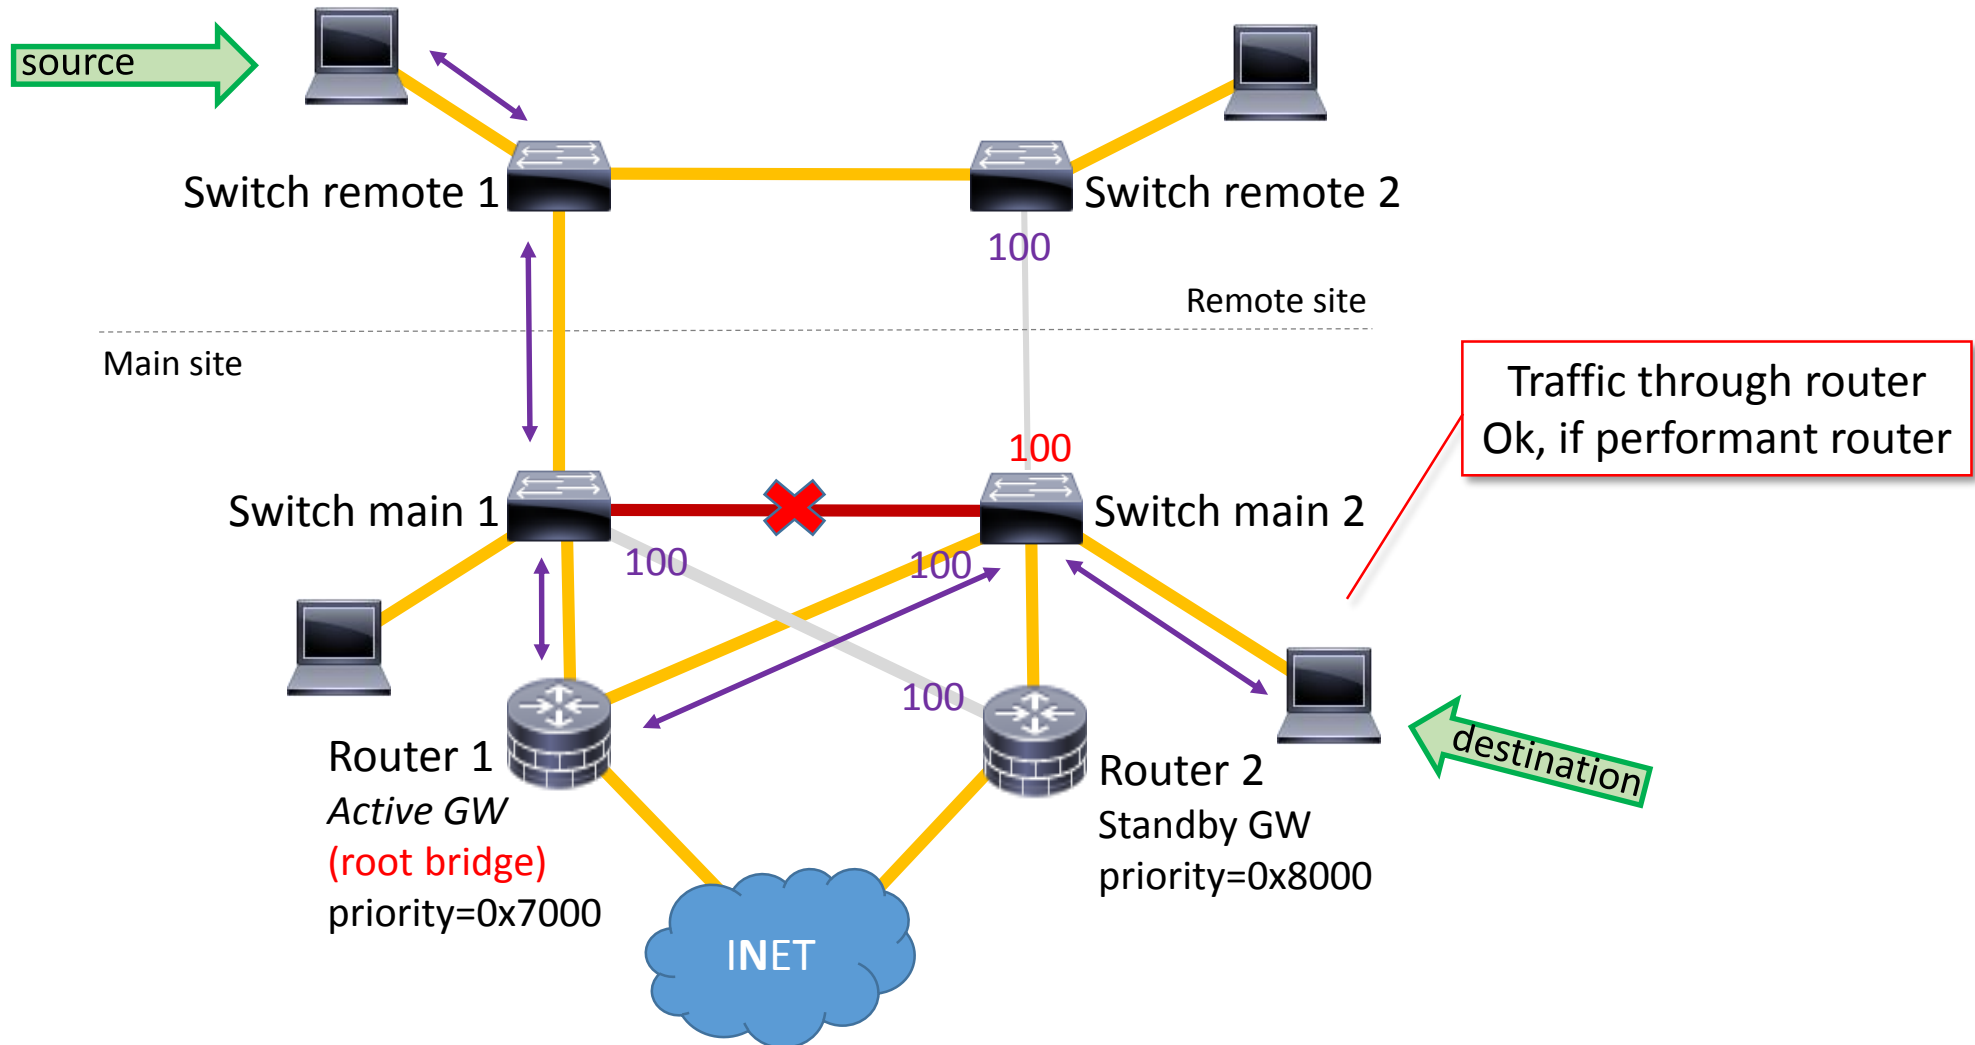 source
Switch remote 1
Switch remote 2
100
Remote site
Main site
Traffic through router
Ok, if performant router
100
Switch main 1
Switch main 2
100
100
100
Router 1
Active GW
(root bridge)
priority=0x7000
Router 2
Standby GW
priority=0x8000
destination
INET